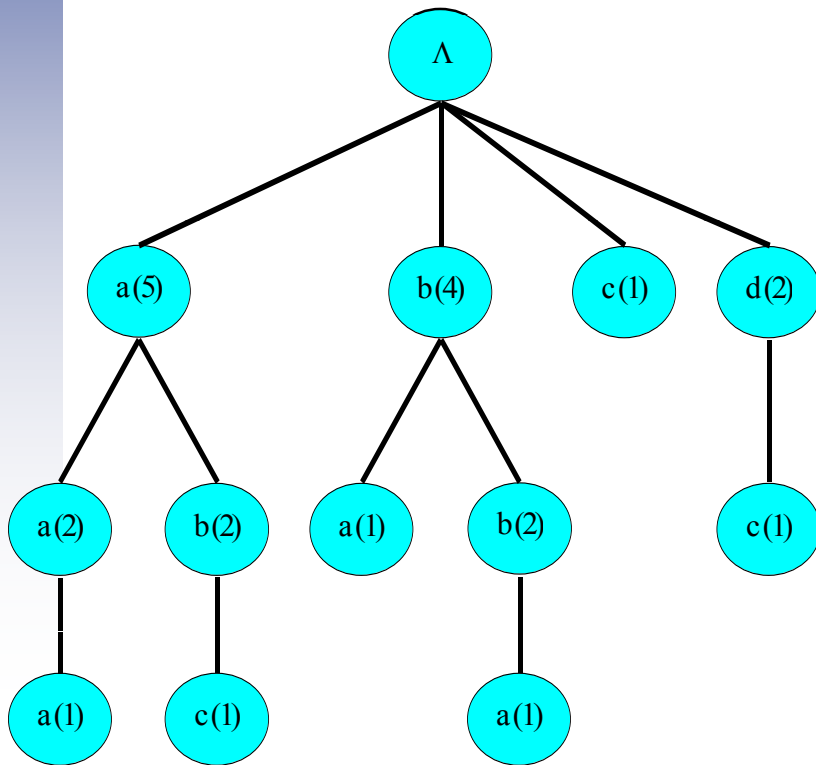 Λ
a(5) b(4) c(1) d(2)
a(2) b(2) a(1) b(2) c(1)
a(1) c(1) a(1)